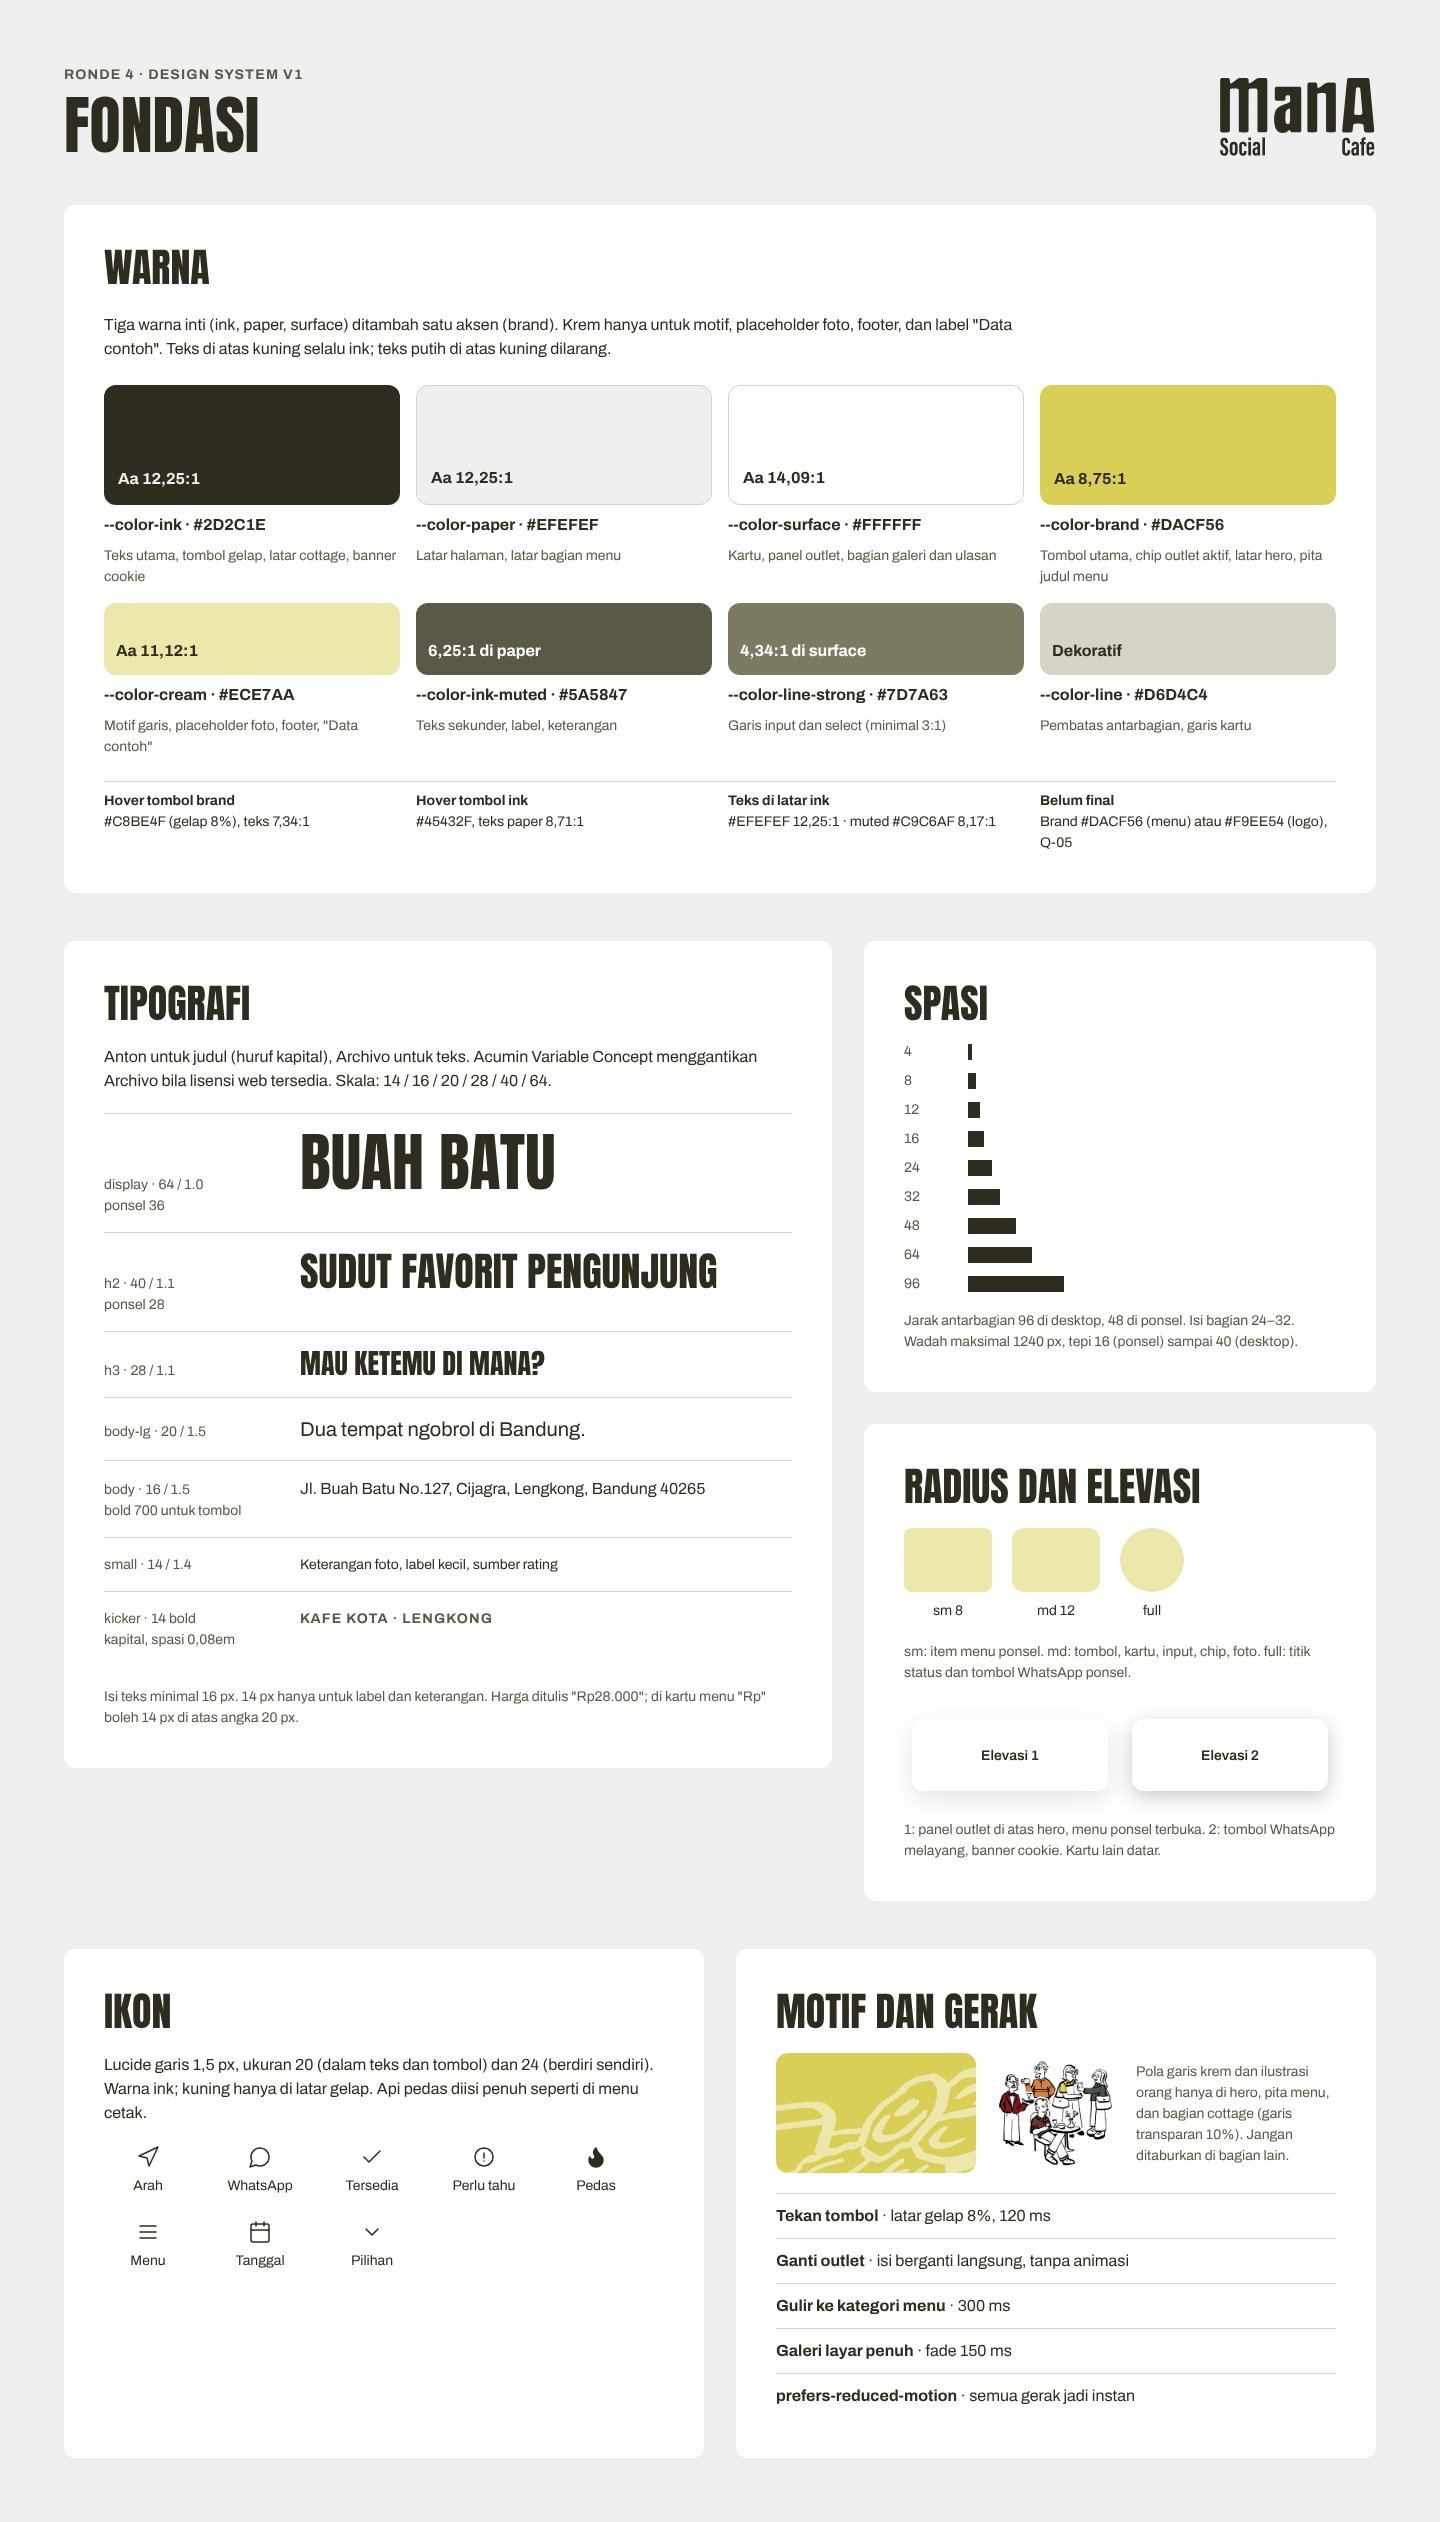 RONDE 4 · DESIGN SYSTEM V1
FONDASI
manA
Social Cafe
WARNA
Tiga warna inti (ink, paper, surface) ditambah satu aksen (brand). Krem hanya untuk motif, placeholder foto, footer, dan label "Data
contoh". Teks di atas kuning selalu ink; teks putih di atas kuning dilarang.
Aa 12,25:1
--color-ink · #2D2C1E
Teks utama, tombol gelap, latar cottage, banner
cookie
Aa 12,25:1
--color-paper · #EFEFEF
Latar halaman, latar bagian menu
Aa 14,09:1
--color-surface · #FFFFFF
Kartu, panel outlet, bagian galeri dan ulasan
Aa 8,75:1
--color-brand · #DACF56
Tombol utama, chip outlet aktif, latar hero, pita
judul menu
Aa 11,12:1
--color-cream · #ECE7AA
Motif garis, placeholder foto, footer, "Data
contoh"
6,25:1 di paper
--color-ink-muted · #5A5847
Teks sekunder, label, keterangan
4,34:1 di surface
--color-line-strong · #7D7A63
Garis input dan select (minimal 3:1)
Dekoratif
--color-line · #D6D4C4
Pembatas antarbagian, garis kartu
Hover tombol brand
#C8BE4F (gelap 8%), teks 7,34:1
Hover tombol ink
#45432F, teks paper 8,71:1
Teks di latar ink
#EFEFEF 12,25:1 · muted #C9C6AF 8,17:1
Belum final
Brand #DACF56 (menu) atau #F9EE54 (logo),
Q-05
TIPOGRAFI
Anton untuk judul (huruf kapital), Archivo untuk teks. Acumin Variable Concept menggantikan
Archivo bila lisensi web tersedia. Skala: 14 / 16 / 20 / 28 / 40 / 64.
display · 64 / 1.0
ponsel 36
BUAH BATU
h2 · 40 / 1.1
ponsel 28
SUDUT FAVORIT PENGUNJUNG
h3 · 28 / 1.1
MAU KETEMU DI MANA?
body-lg · 20 / 1.5
Dua tempat ngobrol di Bandung.
body · 16 / 1.5
bold 700 untuk tombol
Jl. Buah Batu No.127, Cijagra, Lengkong, Bandung 40265
small · 14 / 1.4
Keterangan foto, label kecil, sumber rating
kicker · 14 bold
kapital, spasi 0,08em
KAFE KOTA · LENGKONG
Isi teks minimal 16 px. 14 px hanya untuk label dan keterangan. Harga ditulis "Rp28.000"; di kartu menu "Rp"
boleh 14 px di atas angka 20 px.
SPASI
4
8
12
16
24
32
48
64
96
Jarak antarbagian 96 di desktop, 48 di ponsel. Isi bagian 24–32.
Wadah maksimal 1240 px, tepi 16 (ponsel) sampai 40 (desktop).
RADIUS DAN ELEVASI
sm 8
md 12
full
sm: item menu ponsel. md: tombol, kartu, input, chip, foto. full: titik
status dan tombol WhatsApp ponsel.
Elevasi 1
Elevasi 2
1: panel outlet di atas hero, menu ponsel terbuka. 2: tombol WhatsApp
melayang, banner cookie. Kartu lain datar.
IKON
Lucide garis 1,5 px, ukuran 20 (dalam teks dan tombol) dan 24 (berdiri sendiri).
Warna ink; kuning hanya di latar gelap. Api pedas diisi penuh seperti di menu
cetak.
Arah
WhatsApp
Tersedia
Perlu tahu
Pedas
Menu
Tanggal
Pilihan
MOTIF DAN GERAK
Pola garis krem dan ilustrasi
orang hanya di hero, pita menu,
dan bagian cottage (garis
transparan 10%). Jangan
ditaburkan di bagian lain.
Tekan tombol · latar gelap 8%, 120 ms
Ganti outlet · isi berganti langsung, tanpa animasi
Gulir ke kategori menu · 300 ms
Galeri layar penuh · fade 150 ms
prefers-reduced-motion · semua gerak jadi instan